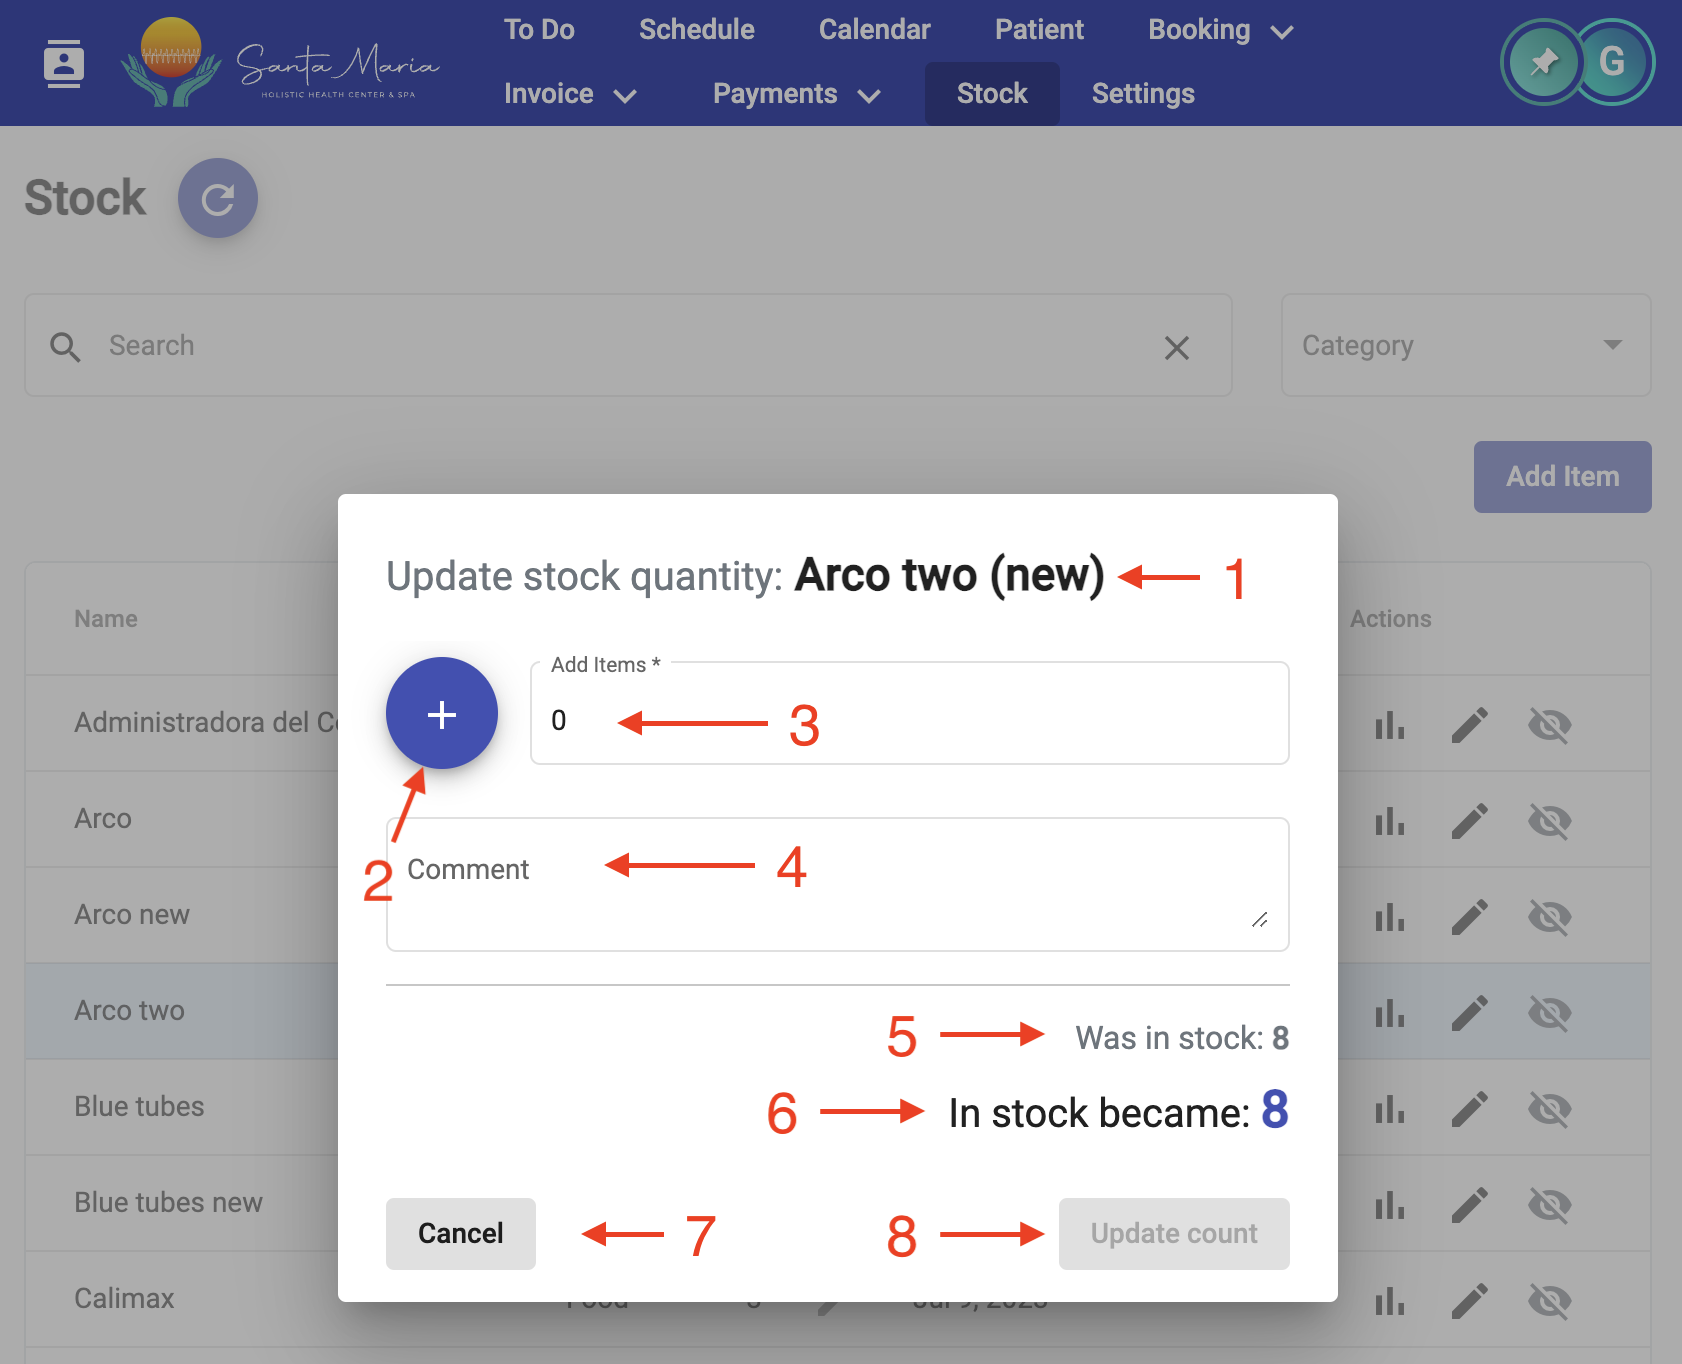 To Do Schedule Calendar Patient Booking
Santa Maria
HOLISTIC HEALTH CENTER & SPA
Invoice Payments Stock Settings
G
Stock
Search
Category
Add Item
Update stock quantity: Arco two (new) 1
Name
Actions
Add Items *
0 3
Administradora del
Arco
2
Comment 4
Arco new
Arco two
5 Was in stock: 8
6 In stock became: 8
Blue tubes
Blue tubes new
Cancel 7 8 Update count
Calimax
Food